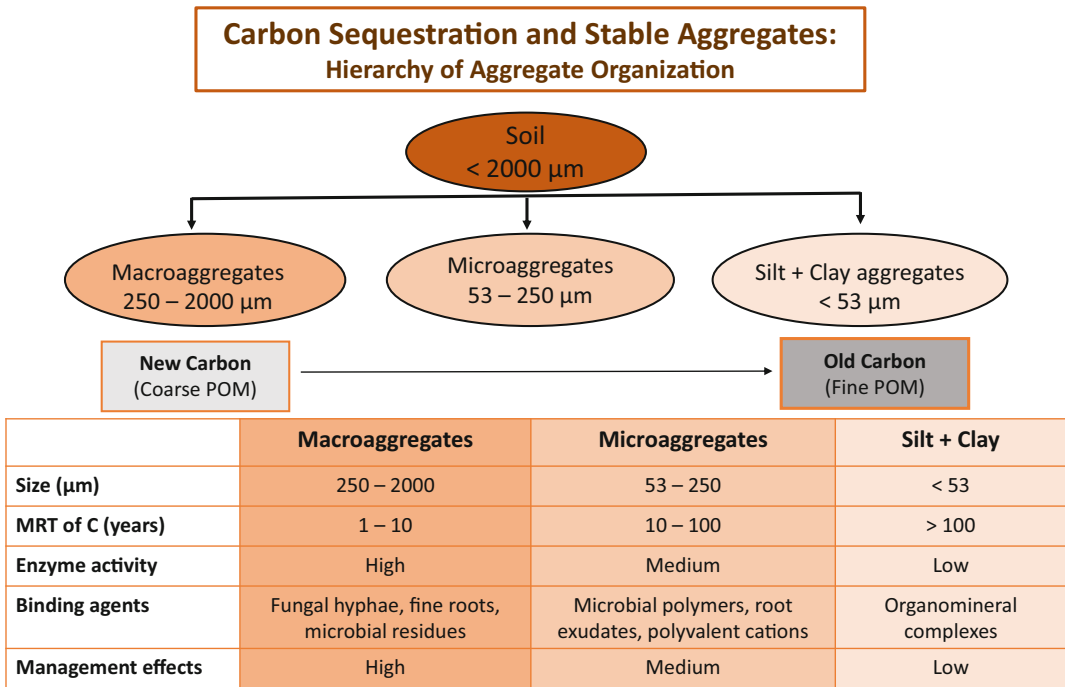 Carbon Sequestration and Stable Aggregates:
Hierarchy of Aggregate Organization
Soil
< 2000 µm
Macroaggregates
250 – 2000 µm
Microaggregates
53 – 250 µm
Silt + Clay aggregates
< 53 µm
New Carbon
(Coarse POM)
Old Carbon
(Fine POM)
Macroaggregates Microaggregates Silt + Clay
Size (µm) 250 – 2000 53 – 250 < 53
MRT of C (years) 1 – 10 10 – 100 > 100
Enzyme activity High Medium Low
Binding agents Fungal hyphae, fine roots, Microbial polymers, root Organomineral
microbial residues exudates, polyvalent cations complexes
Management effects High Medium Low